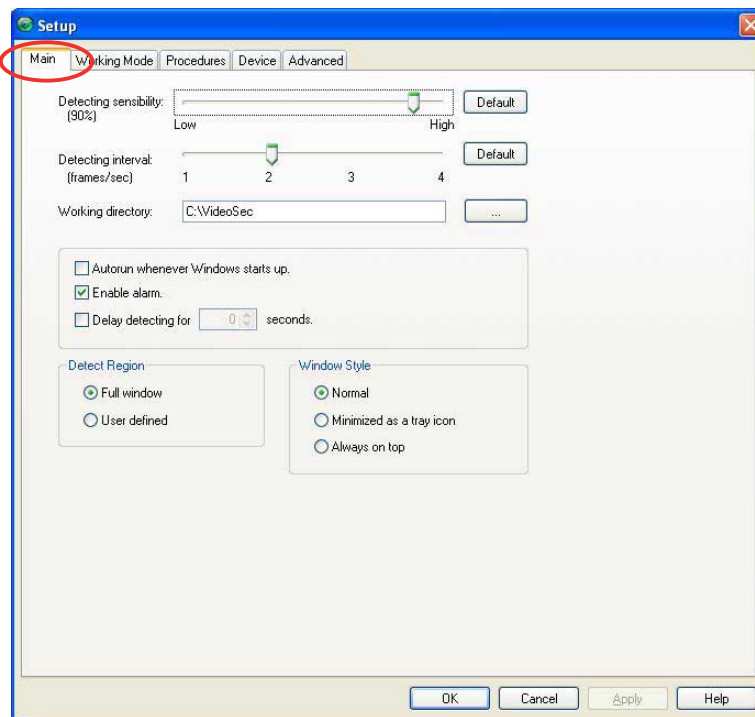 Setup
Main Working Mode Procedures Device Advanced
Detecting sensibility:
(90%)
Default
Low High
Detecting interval:
(frames/sec)
Default
1 2 3 4
Working directory: C:\VideoSec ...
Autorun whenever Windows starts up.
Enable alarm.
Delay detecting for 0 seconds.
Detect Region
Full window
User defined
Window Style
Normal
Minimized as a tray icon
Always on top
OK Cancel Apply Help